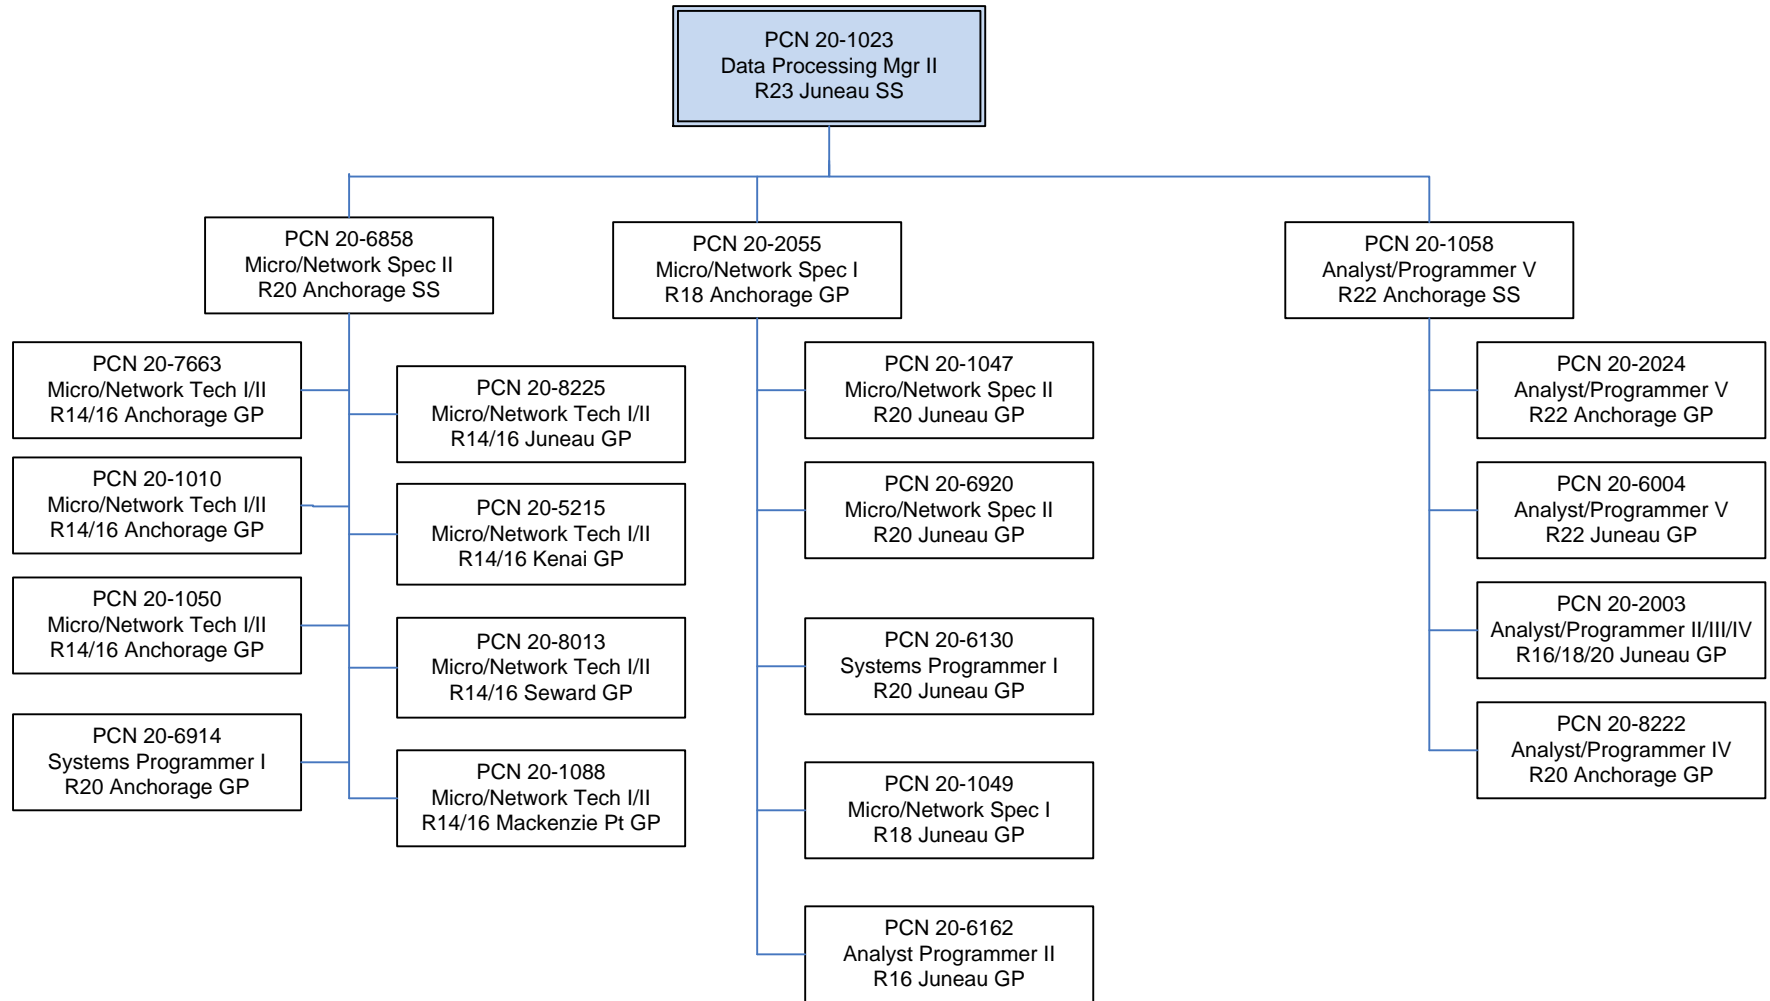 PCN 20-1023
Data Processing Mgr II
R23 Juneau SS
PCN 20-6858
Micro/Network Spec II
R20 Anchorage SS
PCN 20-2055
Micro/Network Spec I
R18 Anchorage GP
PCN 20-1058
Analyst/Programmer V
R22 Anchorage SS
PCN 20-7663
Micro/Network Tech I/II
R14/16 Anchorage GP
PCN 20-1010
Micro/Network Tech I/II
R14/16 Anchorage GP
PCN 20-1050
Micro/Network Tech I/II
R14/16 Anchorage GP
PCN 20-6914
Systems Programmer I
R20 Anchorage GP
PCN 20-8225
Micro/Network Tech I/II
R14/16 Juneau GP
PCN 20-5215
Micro/Network Tech I/II
R14/16 Kenai GP
PCN 20-8013
Micro/Network Tech I/II
R14/16 Seward GP
PCN 20-1088
Micro/Network Tech I/II
R14/16 Mackenzie Pt GP
PCN 20-1047
Micro/Network Spec II
R20 Juneau GP
PCN 20-6920
Micro/Network Spec II
R20 Juneau GP
PCN 20-6130
Systems Programmer I
R20 Juneau GP
PCN 20-1049
Micro/Network Spec I
R18 Juneau GP
PCN 20-6162
Analyst Programmer II
R16 Juneau GP
PCN 20-2024
Analyst/Programmer V
R22 Anchorage GP
PCN 20-6004
Analyst/Programmer V
R22 Juneau GP
PCN 20-2003
Analyst/Programmer II/III/IV
R16/18/20 Juneau GP
PCN 20-8222
Analyst/Programmer IV
R20 Anchorage GP